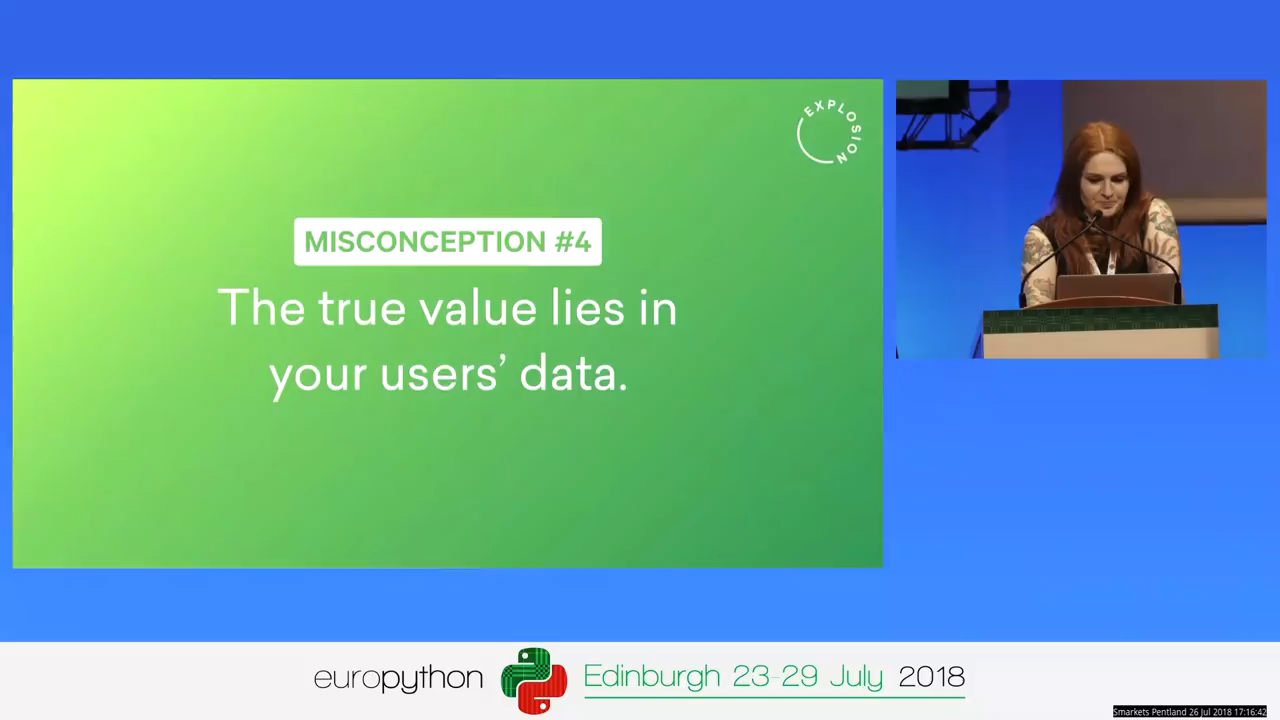 EXPLOSION
MISCONCEPTION #4
The true value lies in
your users’ data.
europython
Edinburgh 23-29 July 2018
Smarkets Pentland 26 Jul 2018 17:16:42